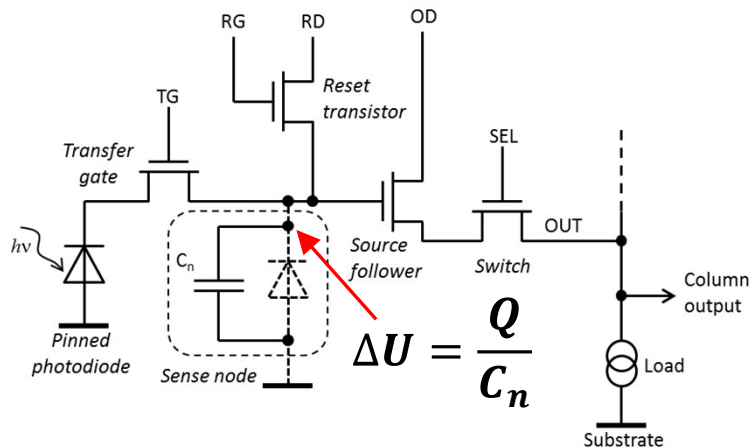 RG
RD
OD
Reset
transistor
TG
Transfer
gate
SEL
hν
Cn
Source
follower
OUT
Switch
Column
output
Pinned
photodiode
Sense node
ΔU = Q / Cn
Load
Substrate